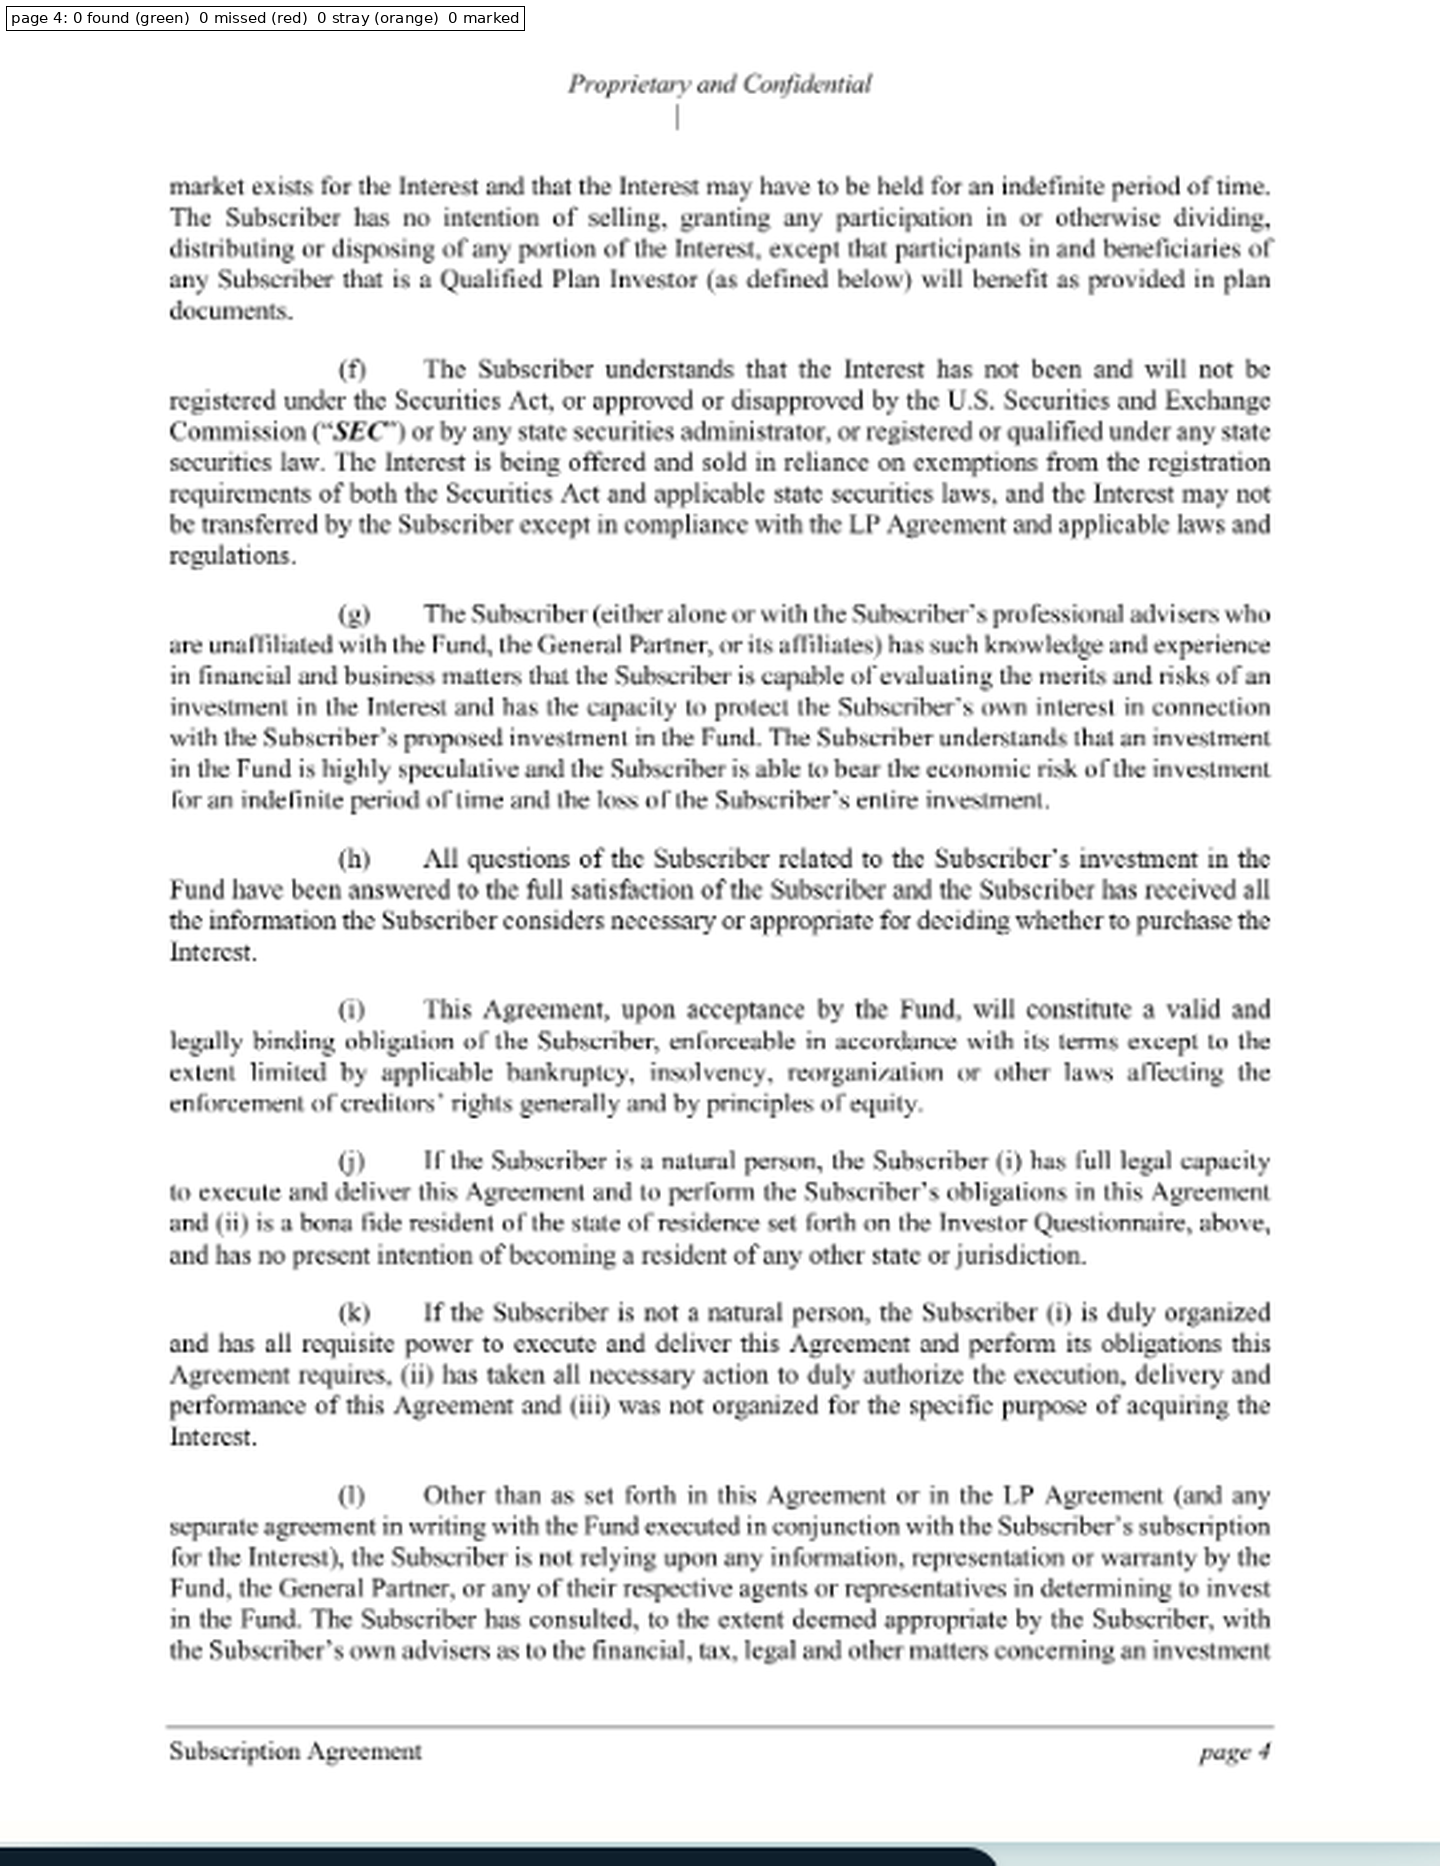 page 4: 0 found (green)  0 missed (red)  0 stray (orange)  0 marked
Proprietary and Confidential
market exists for the Interest and that the Interest may have to be held for an indefinite period of time.
The Subscriber has no intention of selling, granting any participation in or otherwise dividing,
distributing or disposing of any portion of the Interest, except that participants in and beneficiaries of
any Subscriber that is a Qualified Plan Investor (as defined below) will benefit as provided in plan
documents.
(f) The Subscriber understands that the Interest has not been and will not be
registered under the Securities Act, or approved or disapproved by the U.S. Securities and Exchange
Commission (“SEC”) or by any state securities administrator, or registered or qualified under any state
securities law. The Interest is being offered and sold in reliance on exemptions from the registration
requirements of both the Securities Act and applicable state securities laws, and the Interest may not
be transferred by the Subscriber except in compliance with the LP Agreement and applicable laws and
regulations.
(g) The Subscriber (either alone or with the Subscriber’s professional advisers who
are unaffiliated with the Fund, the General Partner, or its affiliates) has such knowledge and experience
in financial and business matters that the Subscriber is capable of evaluating the merits and risks of an
investment in the Interest and has the capacity to protect the Subscriber’s own interest in connection
with the Subscriber’s proposed investment in the Fund. The Subscriber understands that an investment
in the Fund is highly speculative and the Subscriber is able to bear the economic risk of the investment
for an indefinite period of time and the loss of the Subscriber’s entire investment.
(h) All questions of the Subscriber related to the Subscriber’s investment in the
Fund have been answered to the full satisfaction of the Subscriber and the Subscriber has received all
the information the Subscriber considers necessary or appropriate for deciding whether to purchase the
Interest.
(i) This Agreement, upon acceptance by the Fund, will constitute a valid and
legally binding obligation of the Subscriber, enforceable in accordance with its terms except to the
extent limited by applicable bankruptcy, insolvency, reorganization or other laws affecting the
enforcement of creditors’ rights generally and by principles of equity.
(j) If the Subscriber is a natural person, the Subscriber (i) has full legal capacity
to execute and deliver this Agreement and to perform the Subscriber’s obligations in this Agreement
and (ii) is a bona fide resident of the state of residence set forth on the Investor Questionnaire, above,
and has no present intention of becoming a resident of any other state or jurisdiction.
(k) If the Subscriber is not a natural person, the Subscriber (i) is duly organized
and has all requisite power to execute and deliver this Agreement and perform its obligations this
Agreement requires, (ii) has taken all necessary action to duly authorize the execution, delivery and
performance of this Agreement and (iii) was not organized for the specific purpose of acquiring the
Interest.
(l) Other than as set forth in this Agreement or in the LP Agreement (and any
separate agreement in writing with the Fund executed in conjunction with the Subscriber’s subscription
for the Interest), the Subscriber is not relying upon any information, representation or warranty by the
Fund, the General Partner, or any of their respective agents or representatives in determining to invest
in the Fund. The Subscriber has consulted, to the extent deemed appropriate by the Subscriber, with
the Subscriber’s own advisers as to the financial, tax, legal and other matters concerning an investment
Subscription Agreement page 4